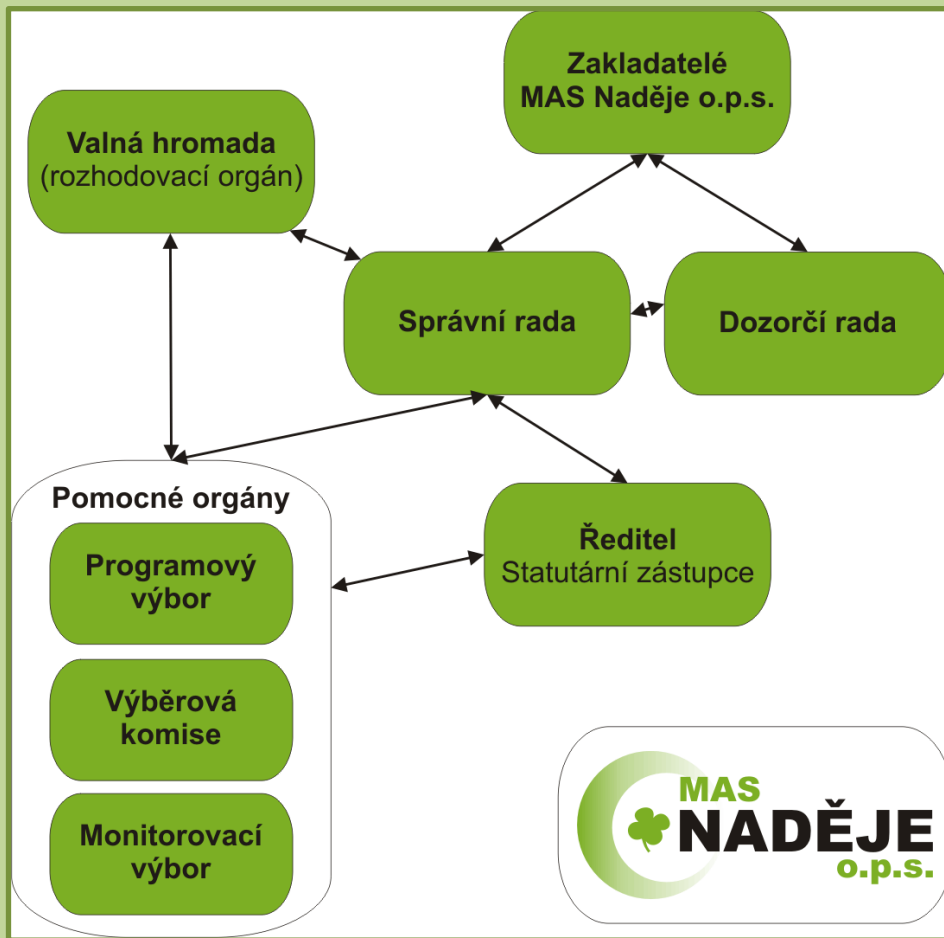 Zakladatelé
MAS Naděje o.p.s.
Valná hromada
(rozhodovací orgán)
Správní rada
Dozorčí rada
Pomocné orgány
Programový
výbor
Ředitel
Statutární zástupce
Výběrová
komise
Monitorovací
výbor
MAS
NADĚJE
o.p.s.